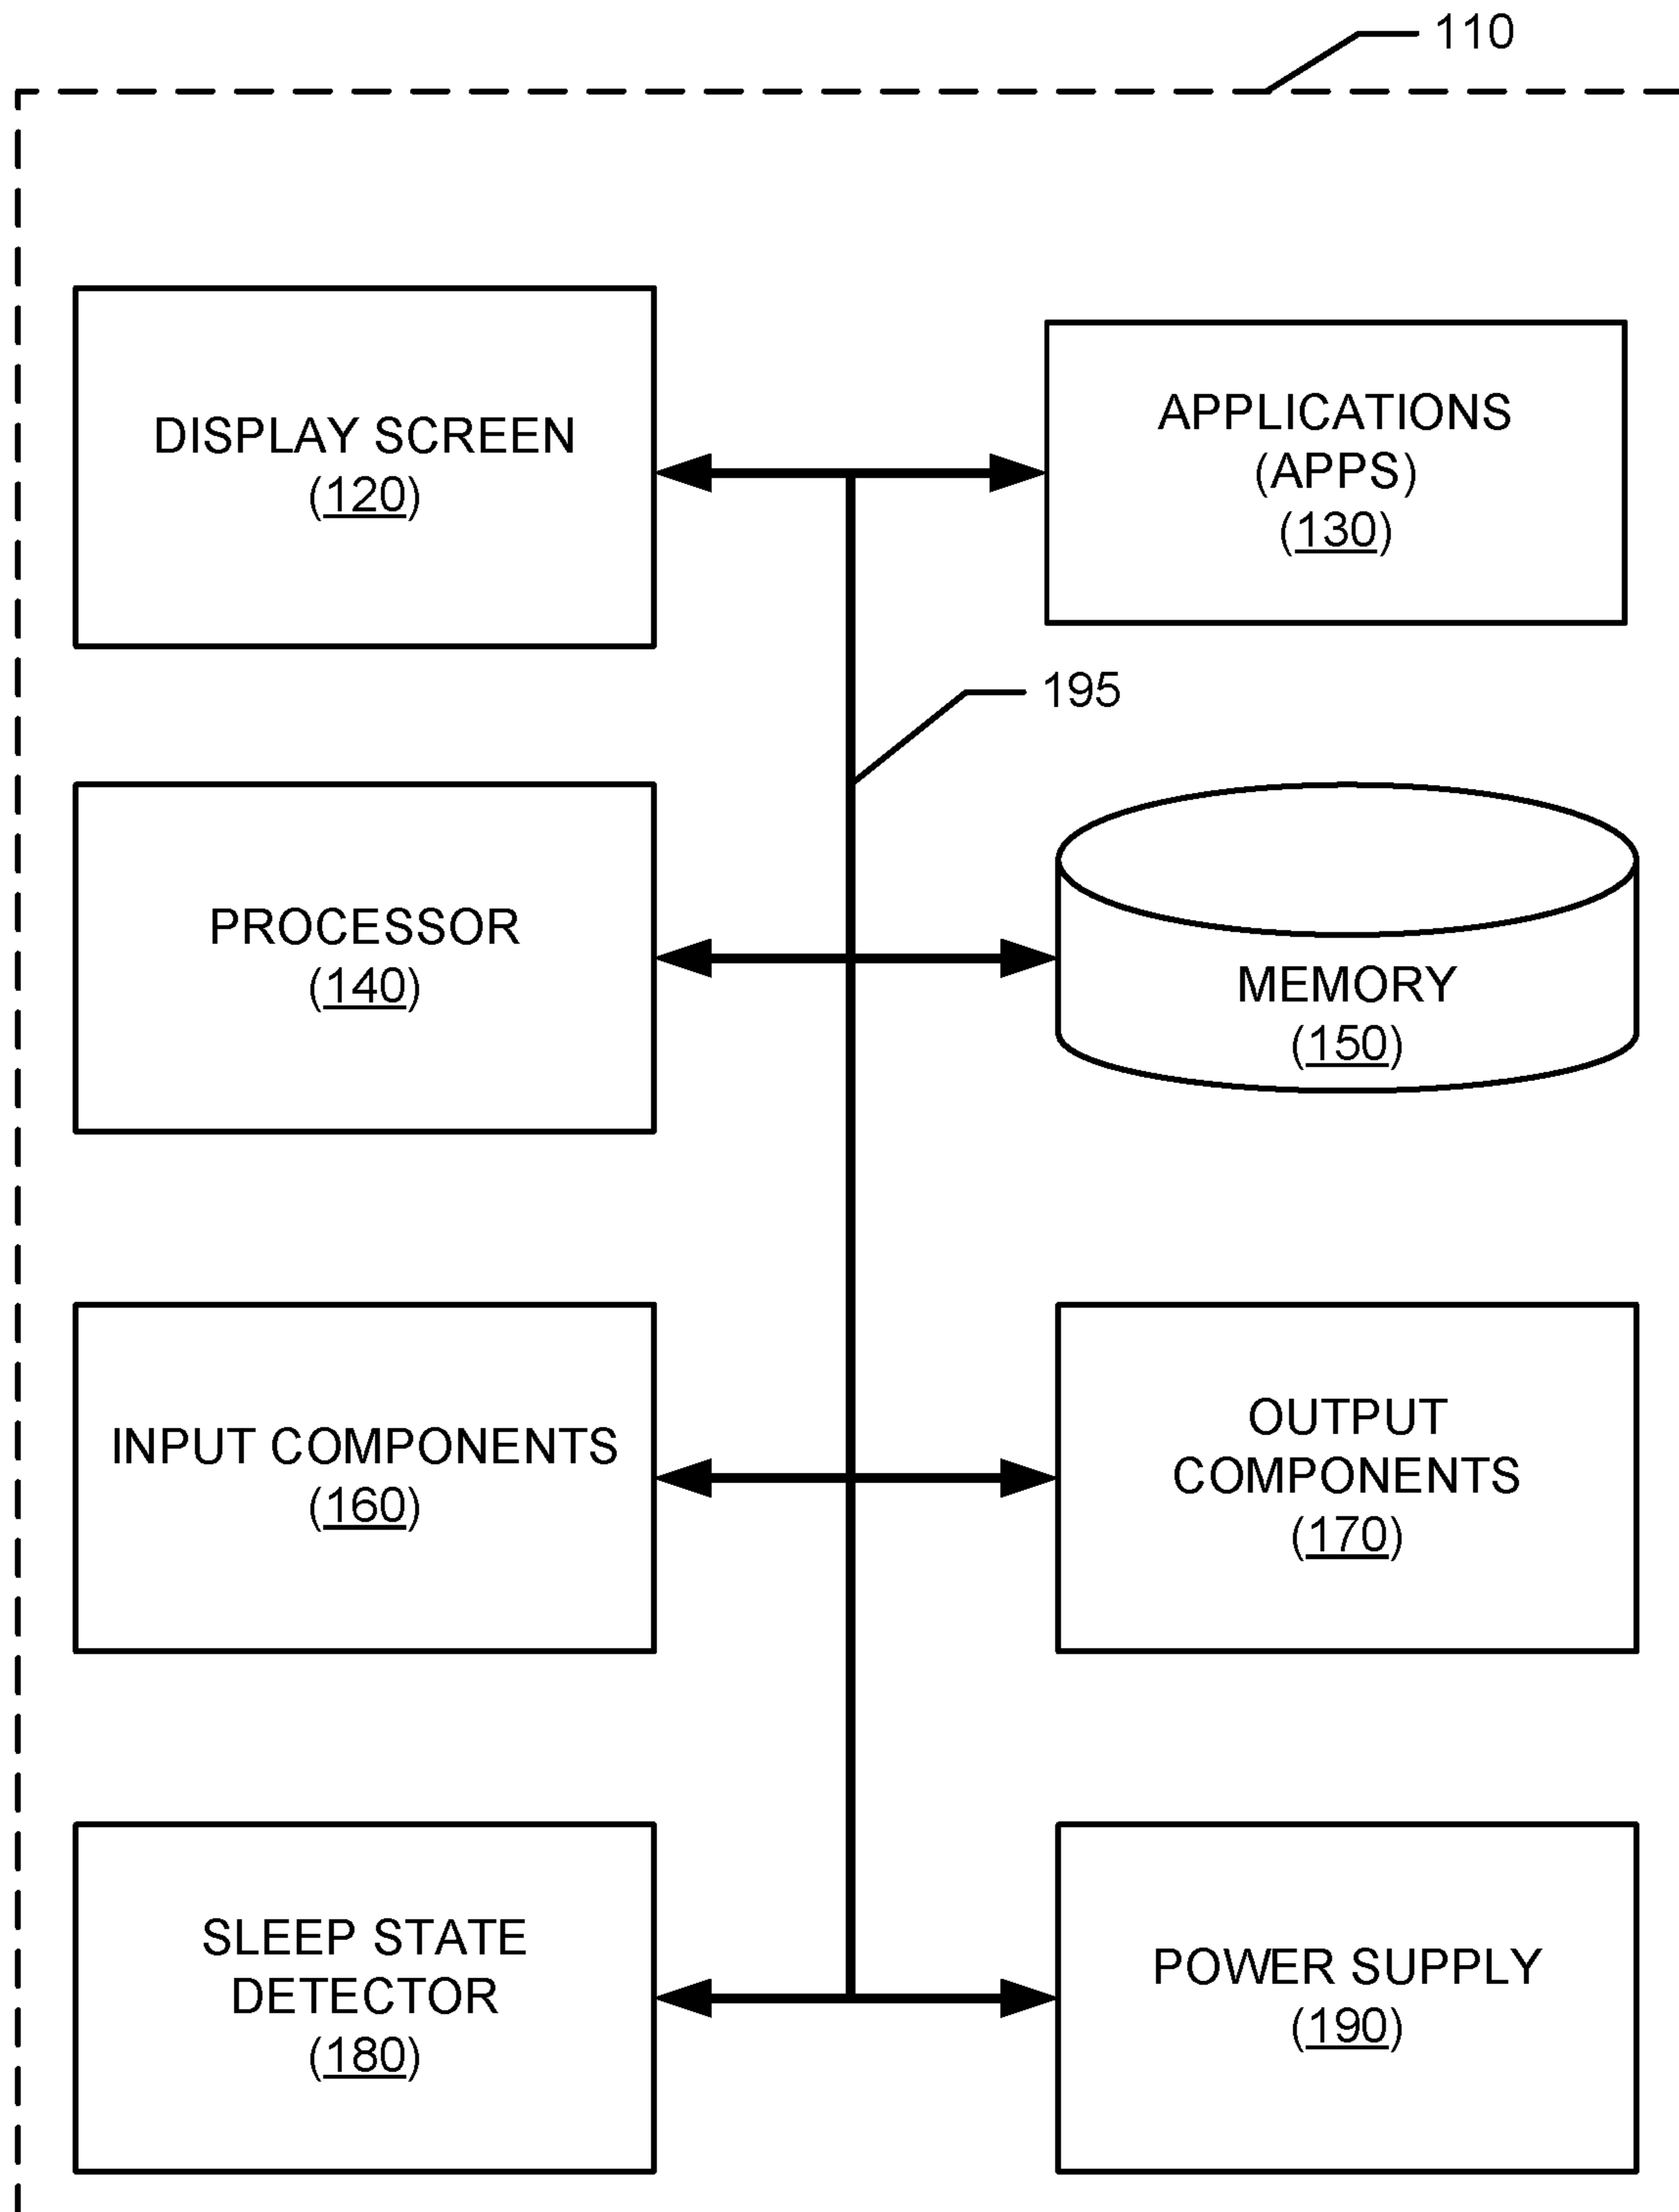 110
DISPLAY SCREEN
(120)
APPLICATIONS
(APPS)
(130)
195
PROCESSOR
(140)
MEMORY
(150)
INPUT COMPONENTS
(160)
OUTPUT
COMPONENTS
(170)
SLEEP STATE
DETECTOR
(180)
POWER SUPPLY
(190)